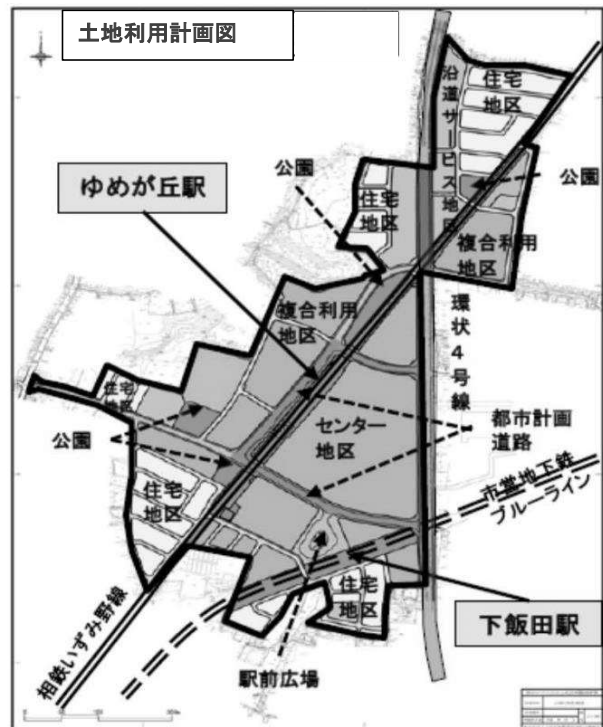 土地利用計画図
住宅
地区
沿道サービス地区
公園
公園
ゆめが丘駅
住宅
地区
複合利用
地区
複合利用
地区
環状4号線
住宅
地区
センター
地区
都市計画
道路
公園
住宅
地区
市営地下鉄
ブルーライン
住宅
地区
下飯田駅
相鉄いずみ野線
駅前広場